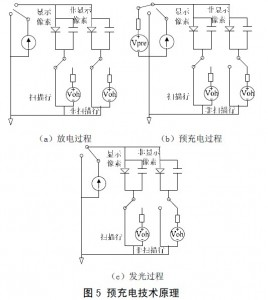 显示
像素
非显示
像素
Voh
Voh
扫描行
非扫描行
(a) 放电过程
Vpre
显示
像素
非显示
像素
Voh
Voh
扫描行
非扫描行
(b) 预充电过程
显示
像素
非显示
像素
Voh
Voh
扫描行
非扫描行
(c) 发光过程
图 5 预充电技术原理